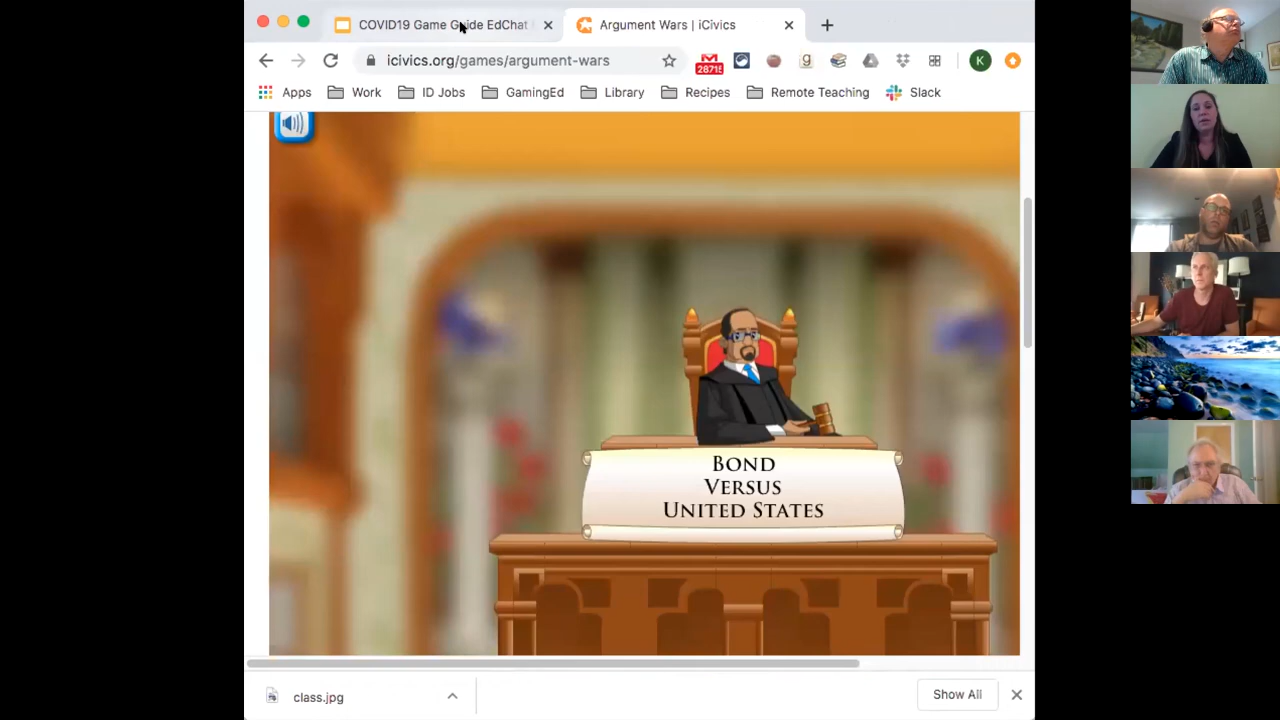 COVID19 Game Guide EdChat
Argument Wars | iCivics
icivics.org/games/argument-wars
28715
K
Apps
Work
ID Jobs
GamingEd
Library
Recipes
Remote Teaching
Slack
BOND
VERSUS
UNITED STATES
class.jpg
Show All